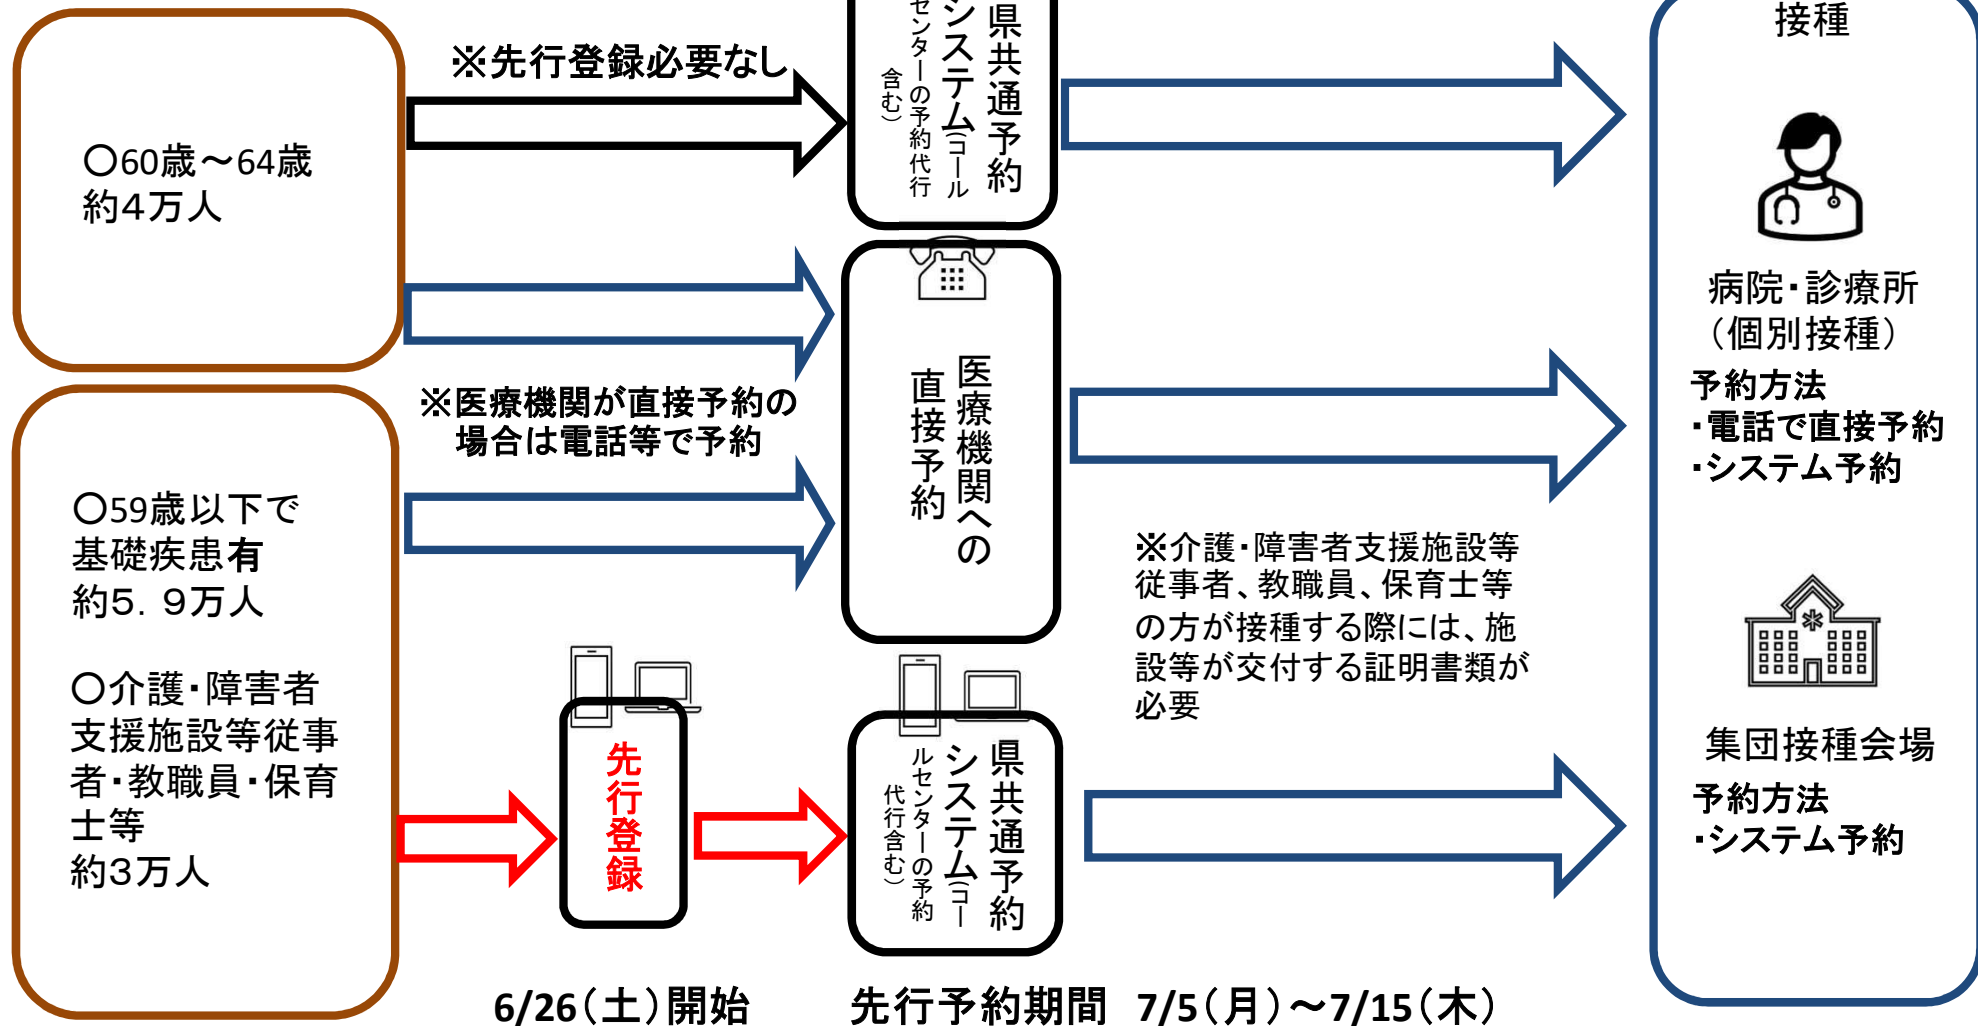 〇60歳～64歳
約4万人
〇59歳以下で
基礎疾患有
約5．9万人
〇介護・障害者
支援施設等従事
者・教職員・保育
士等
約3万人
※先行登録必要なし
※医療機関が直接予約の
場合は電話等で予約
先行登録
6/26（土）開始
県共通予約
システム（コール
センターの予約代行
含む）
医療機関への
直接予約
県共通予約
システム（コー
ルセンターの予約
代行含む）
先行予約期間 7/5（月）～7/15（木）
※介護・障害者支援施設等
従事者、教職員、保育士等
の方が接種する際には、施
設等が交付する証明書類が
必要
接種
病院・診療所
（個別接種）
予約方法
・電話で直接予約
・システム予約
集団接種会場
予約方法
・システム予約